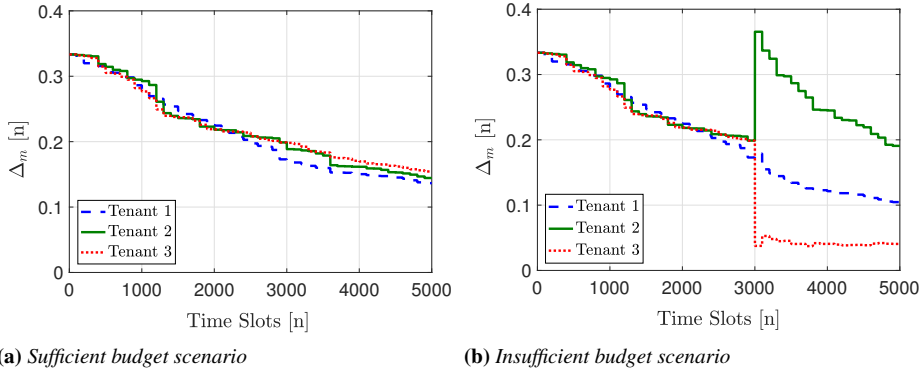 0.4
0.3
0.2
0.1
0
Δm [n]
0 1000 2000 3000 4000 5000
Time Slots [n]
Tenant 1
Tenant 2
Tenant 3
(a) Sufficient budget scenario
0.4
0.3
0.2
0.1
0
Δm [n]
0 1000 2000 3000 4000 5000
Time Slots [n]
Tenant 1
Tenant 2
Tenant 3
(b) Insufficient budget scenario